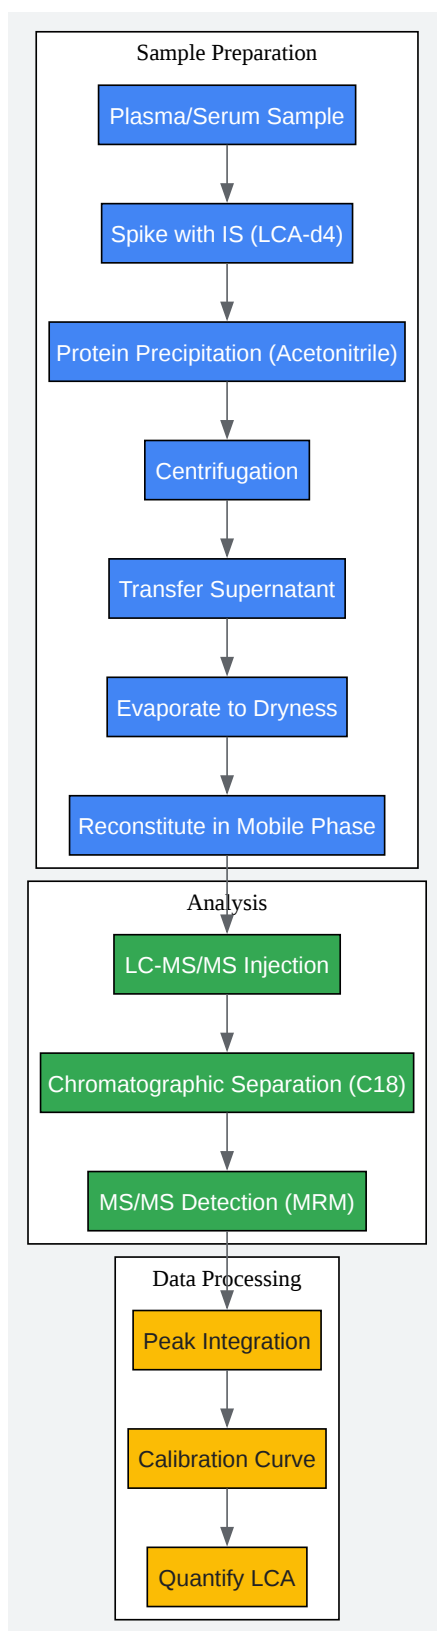 Sample Preparation
Plasma/Serum Sample
Spike with IS (LCA-d4)
Protein Precipitation (Acetonitrile)
Centrifugation
Transfer Supernatant
Evaporate to Dryness
Reconstitute in Mobile Phase
Analysis
LC-MS/MS Injection
Chromatographic Separation (C18)
MS/MS Detection (MRM)
Data Processing
Peak Integration
Calibration Curve
Quantify LCA